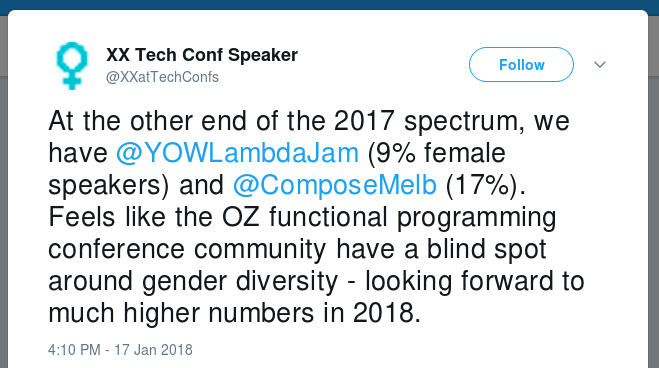 XX Tech Conf Speaker
@XXatTechConfs
Follow
At the other end of the 2017 spectrum, we
have @YOWLambdaJam (9% female
speakers) and @ComposeMelb (17%).
Feels like the OZ functional programming
conference community have a blind spot
around gender diversity - looking forward to
much higher numbers in 2018.
4:10 PM - 17 Jan 2018